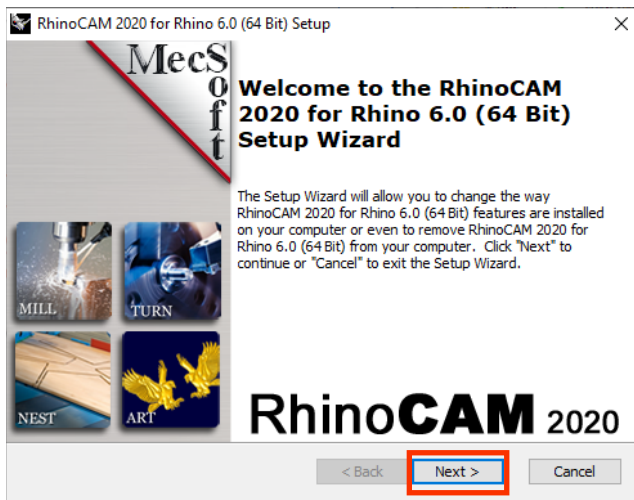 RhinoCAM 2020 for Rhino 6.0 (64 Bit) Setup
MecSoft
Welcome to the RhinoCAM
2020 for Rhino 6.0 (64 Bit)
Setup Wizard
The Setup Wizard will allow you to change the way
RhinoCAM 2020 for Rhino 6.0 (64 Bit) features are installed
on your computer or even to remove RhinoCAM 2020 for
Rhino 6.0 (64 Bit) from your computer. Click "Next" to
continue or "Cancel" to exit the Setup Wizard.
MILL
TURN
NEST
ART
RhinoCAM 2020
< Back
Next >
Cancel